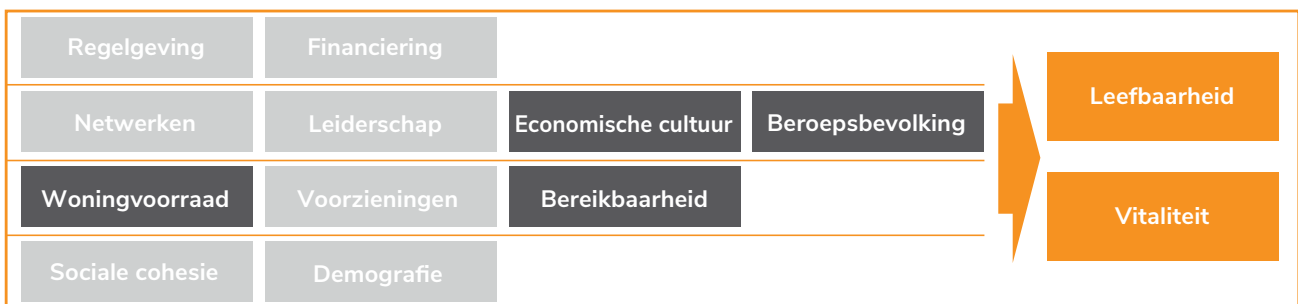 Regelgeving
Financiering
Netwerken
Leiderschap
Economische cultuur
Beroepsbevolking
Woningvoorraad
Voorzieningen
Bereikbaarheid
Sociale cohesie
Demografie
Leefbaarheid
Vitaliteit